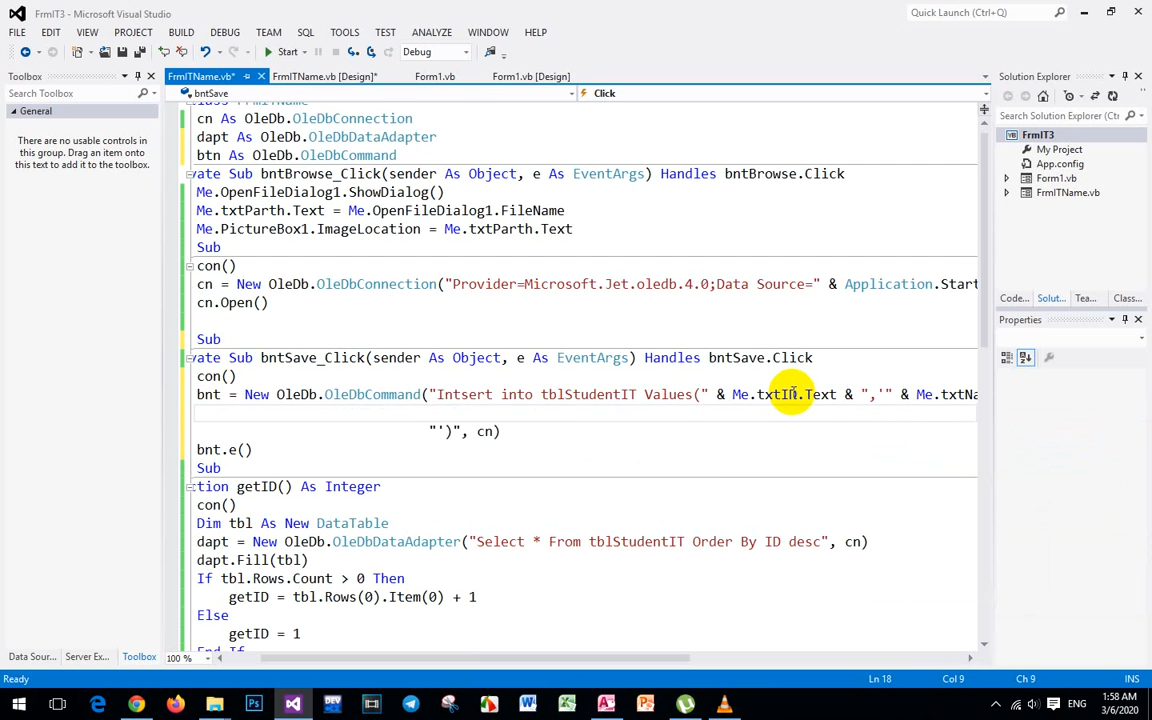 FrmIT3 - Microsoft Visual Studio
Quick Launch (Ctrl+Q)
FILE EDIT VIEW PROJECT BUILD DEBUG TEAM SQL TOOLS TEST ANALYZE WINDOW HELP
Start Debug
Toolbox
Search Toolbox
General
There are no usable controls in
this group. Drag an item onto
this text to add it to the toolbox.
FrmITName.vb* FrmITName.vb [Design]* Form1.vb Form1.vb [Design]
bntSave Click
lass FrmITName
cn As OleDb.OleDbConnection
dapt As OleDb.OleDbDataAdapter
btn As OleDb.OleDbCommand
vate Sub bntBrowse_Click(sender As Object, e As EventArgs) Handles bntBrowse.Click
Me.OpenFileDialog1.ShowDialog()
Me.txtParth.Text = Me.OpenFileDialog1.FileName
Me.PictureBox1.ImageLocation = Me.txtParth.Text
Sub
con()
cn = New OleDb.OleDbConnection("Provider=Microsoft.Jet.oledb.4.0;Data Source=" & Application.Start
cn.Open()
Sub
vate Sub bntSave_Click(sender As Object, e As EventArgs) Handles bntSave.Click
con()
bnt = New OleDb.OleDbCommand("Intsert into tblStudentIT Values(" & Me.txtID.Text & ",'" & Me.txtNa
"')", cn)
bnt.e()
Sub
ction getID() As Integer
con()
Dim tbl As New DataTable
dapt = New OleDb.OleDbDataAdapter("Select * From tblStudentIT Order By ID desc", cn)
dapt.Fill(tbl)
If tbl.Rows.Count > 0 Then
getID = tbl.Rows(0).Item(0) + 1
Else
getID = 1
End If
100 %
Solution Explorer
Search Solution Explorer (Ctrl+;)
FrmIT3
My Project
App.config
Form1.vb
FrmITName.vb
Code... Solut... Tea... Class...
Properties
Data Sour... Server Ex... Toolbox
Ready Ln 18 Col 9 Ch 9 INS
ENG
1:58 AM
3/6/2020